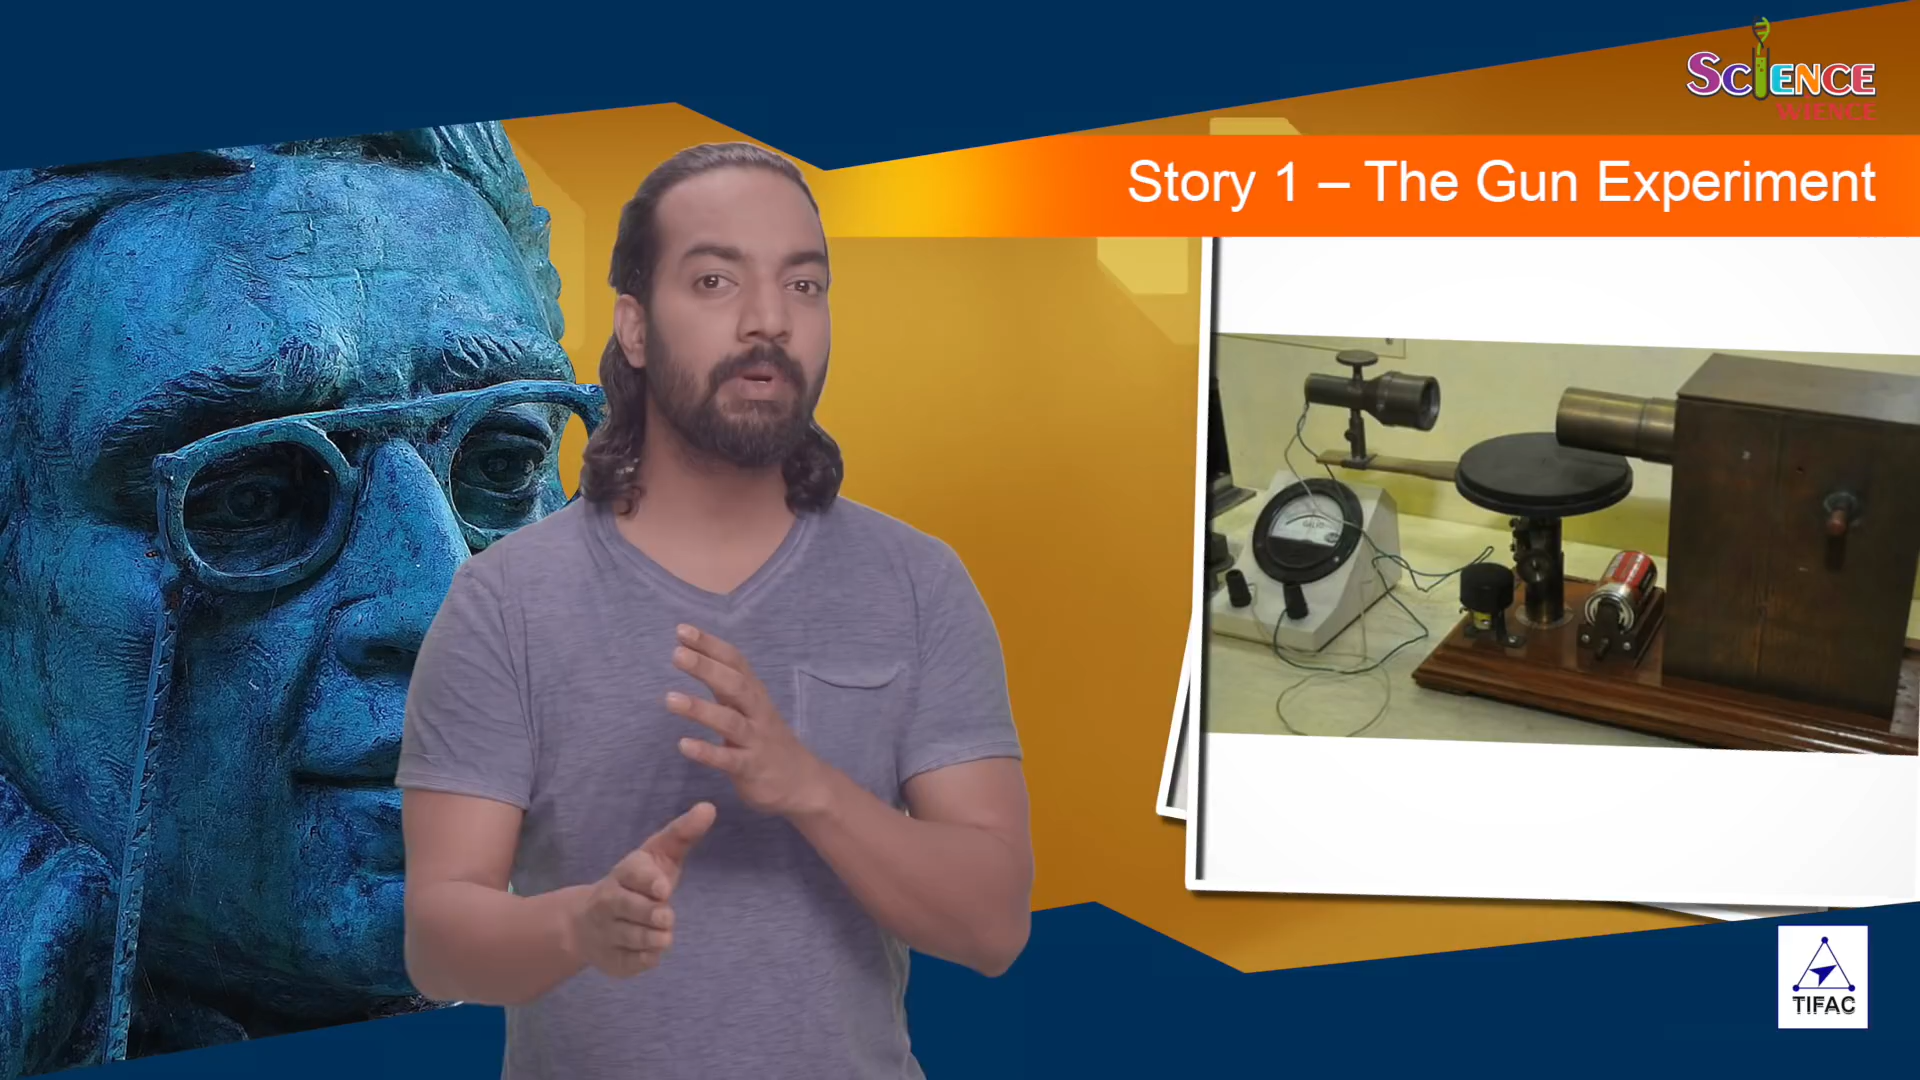 SCIENCE
WIENCE
Story 1 – The Gun Experiment
TIFAC